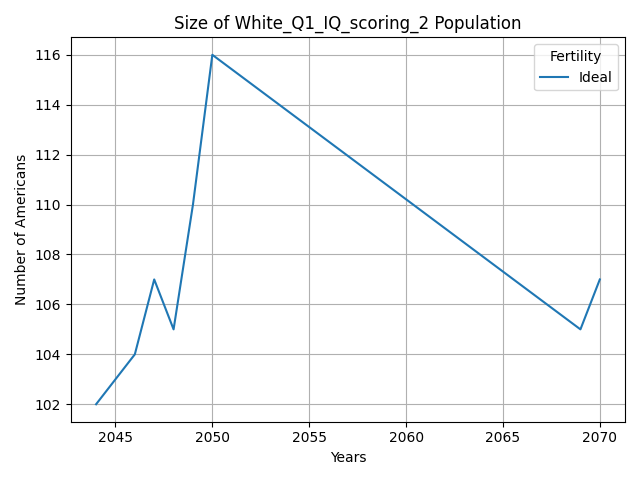 Size of White_Q1_IQ_scoring_2 Population
Fertility
Ideal
Number of Americans
116
114
112
110
108
106
104
102
2045
2050
2055
2060
2065
2070
Years